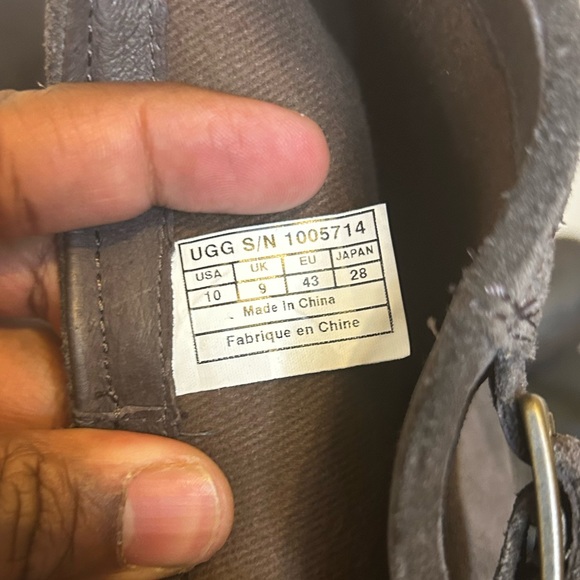 UGG S/N 1005714
USA UK EU JAPAN
10 9 43 28
Made in China
Fabrique en Chine